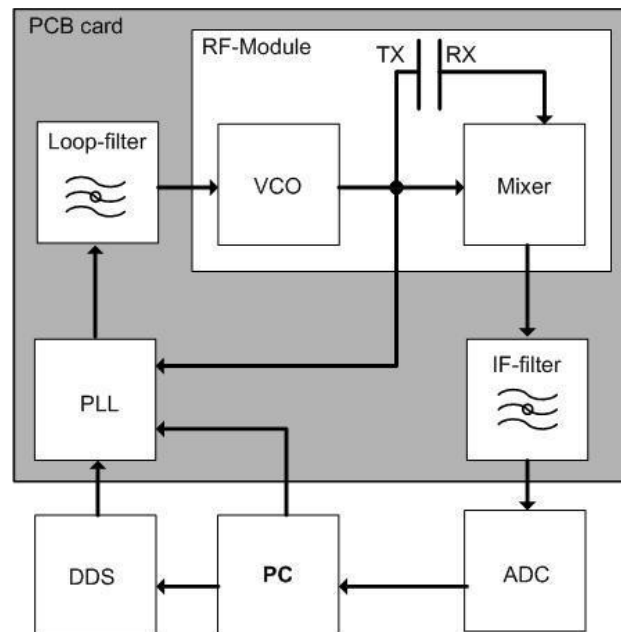 PCB card
RF-Module
TX
RX
Loop-filter
VCO
Mixer
PLL
IF-filter
DDS
PC
ADC